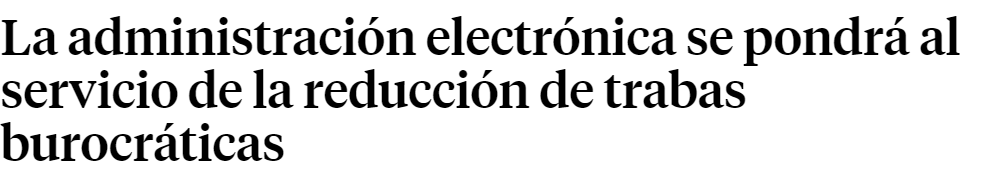 La administración electrónica se pondrá al
servicio de la reducción de trabas
burocráticas